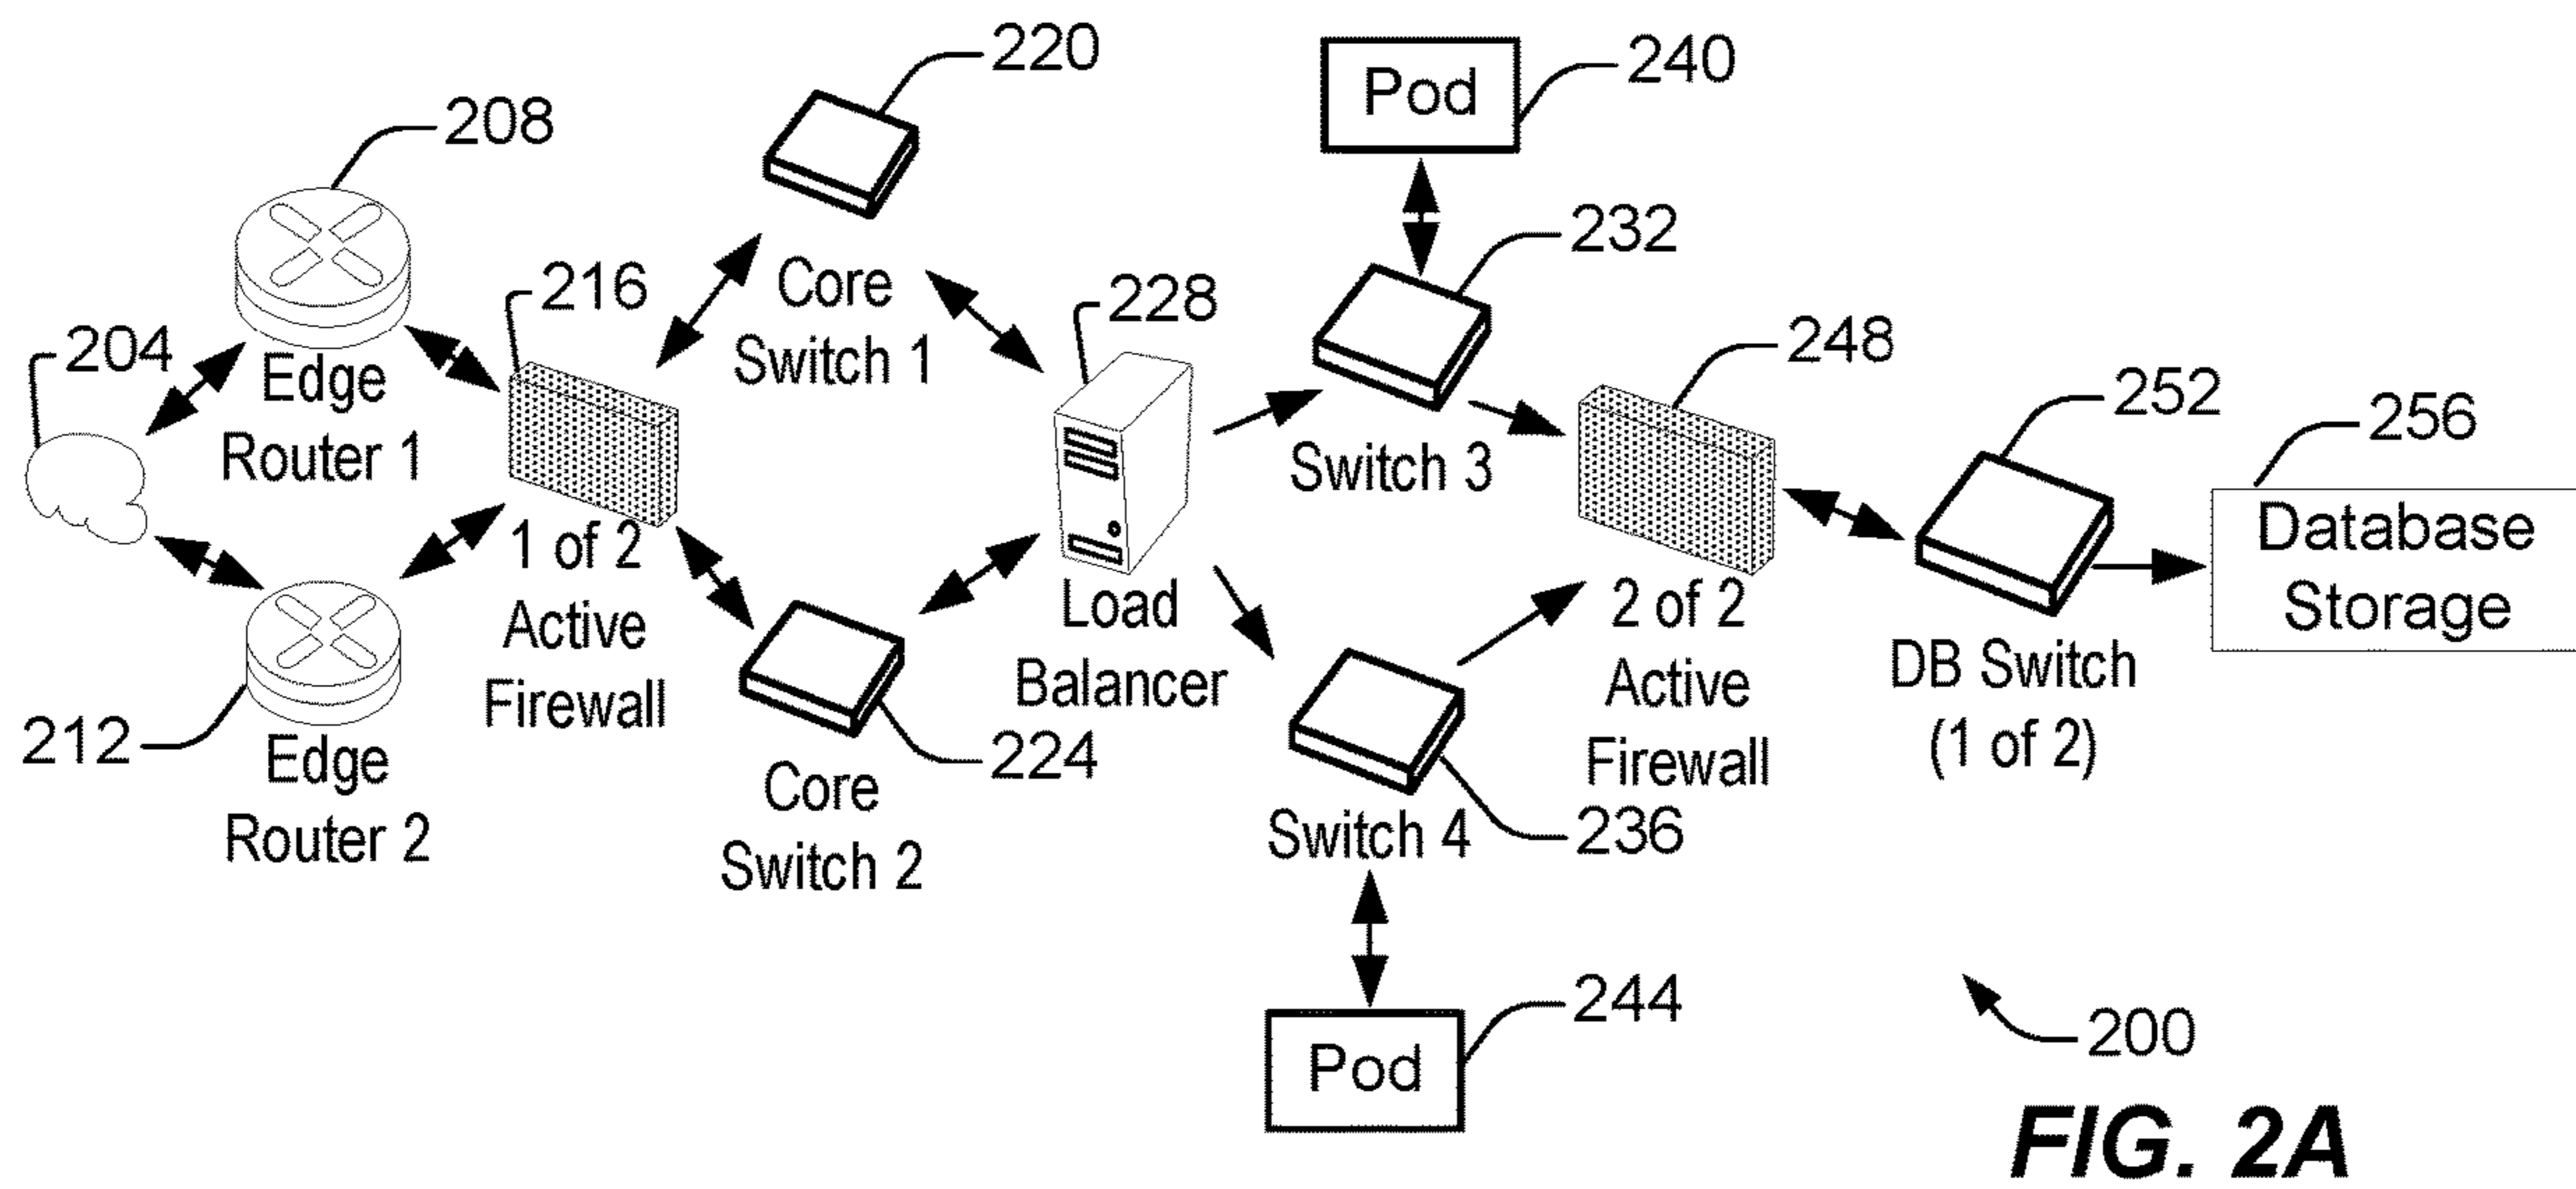 220
Pod
240
208
232
216
Core
Switch 1
228
204
Edge
Router 1
248
252
256
Switch 3
Database
Storage
1 of 2
Active
Firewall
Load
Balancer
2 of 2
Active
Firewall
DB Switch
(1 of 2)
212
Edge
Router 2
224
Core
Switch 2
Switch 4
236
244
Pod
200
FIG. 2A